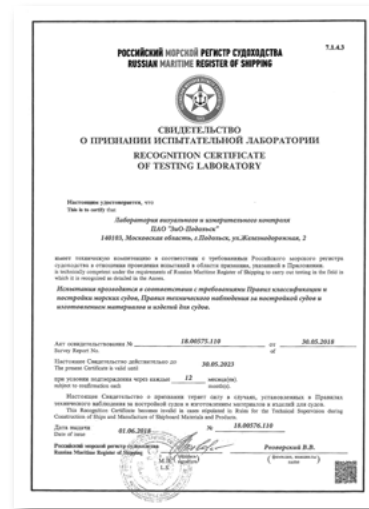 7.1.4.3
РОССИЙСКИЙ МОРСКОЙ РЕГИСТР СУДОХОДСТВА
RUSSIAN MARITIME REGISTER OF SHIPPING
СВИДЕТЕЛЬСТВО
О ПРИЗНАНИИ ИСПЫТАТЕЛЬНОЙ ЛАБОРАТОРИИ
RECOGNITION CERTIFICATE
OF TESTING LABORATORY
Настоящим удостоверяется, что
This is to certify that
Лаборатория визуального и измерительного контроля
ПАО "ЗиО-Подольск"
140103, Московская область, г.Подольск, ул.Железнодорожная, 2
имеет техническую компетенцию в соответствии с требованиями Российского морского регистра
судоходства в отношении проведения испытаний в области признания, указанной в Приложении.
is technically competent under the requirements of Russian Maritime Register of Shipping to carry out testing in the field in
which it is recognized as detailed in the Annex.
Испытания проводятся в соответствии с требованиями Правил классификации и
постройки морских судов, Правил технического наблюдения за постройкой судов и
изготовлением материалов и изделий для судов.
Акт освидетельствования № 18.00575.110 от 30.05.2018
Survey Report No. of
Настоящее Свидетельство действительно до 30.05.2023
The present Certificate is valid until
при условии подтверждения через каждые 12 месяца(ев)
subject to reaffirmation each month(s).
Настоящее Свидетельство о признании теряет силу в случаях, установленных в Правилах
технического наблюдения за постройкой судов и изготовлением материалов и изделий для судов.
This Recognition Certificate becomes invalid in cases stipulated in Rules for the Technical Supervision during
Construction of Ships and Manufacture of Shipboard Materials and Products.
Дата выдачи 01.06.2018 № 18.00576.110
Date of issue
Российский морской регистр судоходства
Russian Maritime Register of Shipping
М.П.
L.S.
(подпись)
signature
(фамилия, инициалы)
name